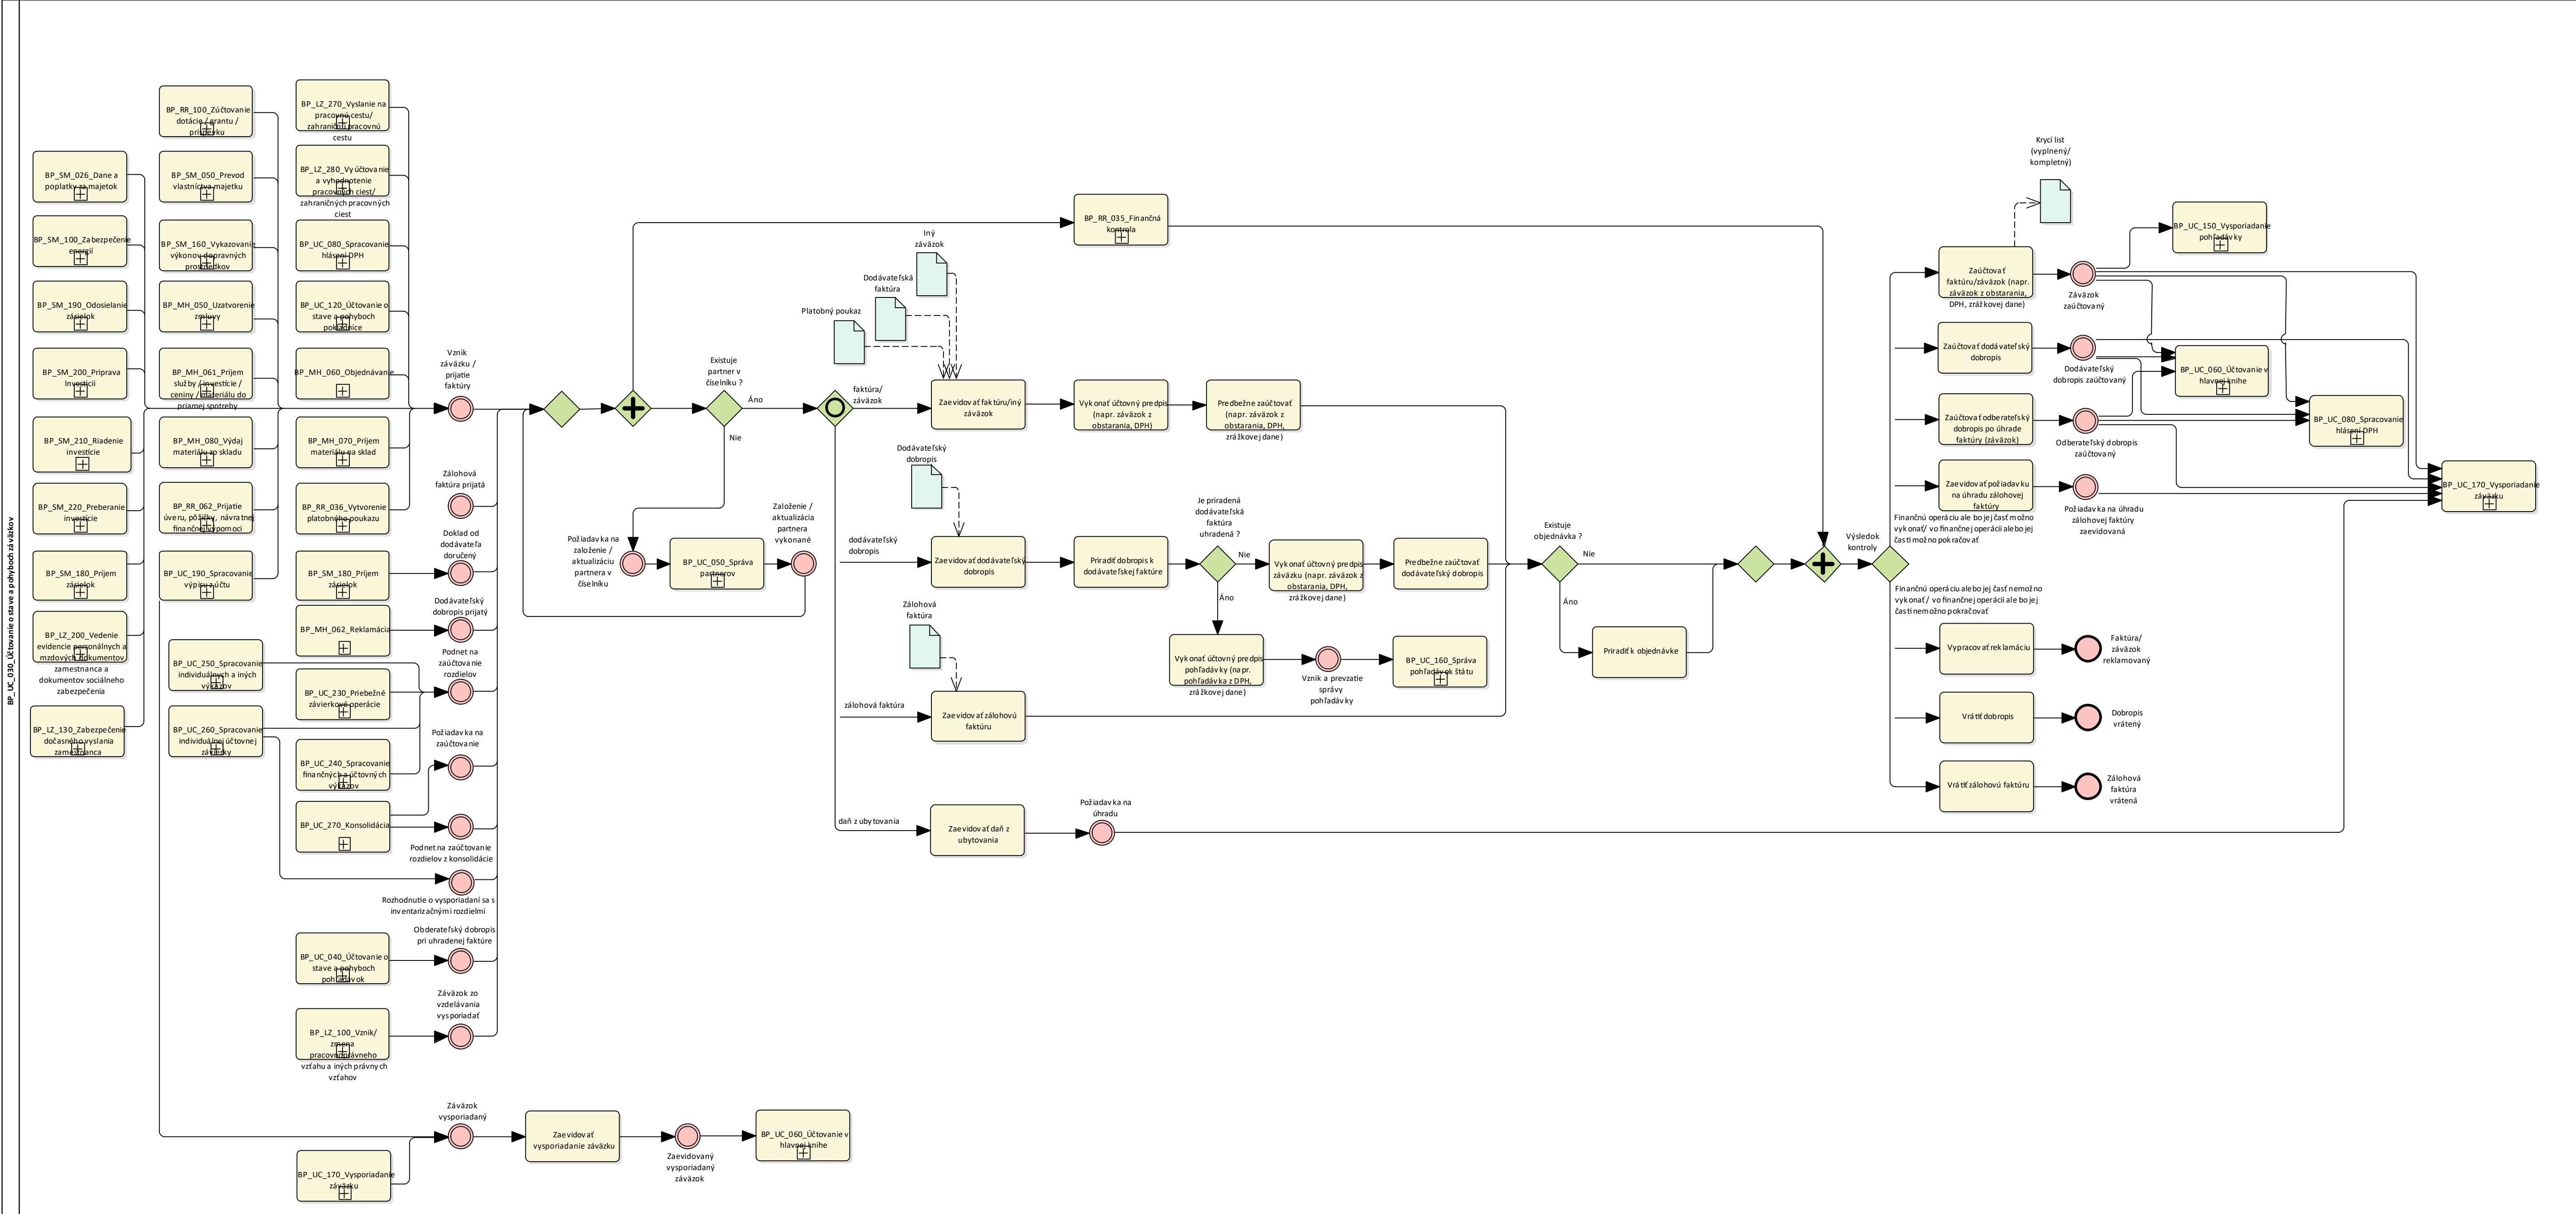 BP_UC_030_Účtovanie o stave a pohyboch záväzkov
BP_SM_026_Dane a
poplatky za majetok
BP_SM_100_Zabezpečenie
energií
BP_SM_190_Odosielanie
zásielok
BP_SM_200_Priprava
Investicii
BP_SM_210_Riadenie
investície
BP_SM_220_Preberanie
investície
BP_SM_180_Príjem
zásielok
BP_LZ_200_Vedenie
evidencie personálnych a
mzdových dokumentov
zamestnanca a
dokumentov sociálneho
zabezpečenia
BP_LZ_130_Zabezpečenie
dočasného vyslania
zamestnanca
BP_RR_100_Zúčtovanie
dotácie / grantu /
príspevku
BP_SM_050_Prevod
vlastníctva majetku
BP_SM_160_Vykazovanie
výkonov dopravných
prostriedkov
BP_MH_050_Uzatvorenie
zmluvy
BP_MH_061_Príjem
služby / investície /
ceniny / materiálu do
priamej spotreby
BP_MH_080_Výdaj
materiálu zo skladu
BP_RR_062_Prijatie
úveru, pôžičky, návratnej
finančnej výpomoci
BP_UC_190_Spracovanie
výpisu z účtu
BP_UC_250_Spracovanie
individuálnych a iných
výkazov
BP_UC_260_Spracovanie
individuálnej účtovnej
závierky
BP_LZ_270_Vyslanie na
pracovnú cestu/
zahraničnú pracovnú
cestu
BP_LZ_280_Vyúčtovanie
a vyhodnotenie
pracovných ciest/
zahraničných pracovných
ciest
BP_UC_080_Spracovanie
hlásení DPH
BP_UC_120_Účtovanie o
stave a pohyboch
pokladnice
BP_MH_060_Objednávanie
BP_MH_070_Príjem
materiálu na sklad
BP_RR_036_Vytvorenie
platobného poukazu
BP_SM_180_Príjem
zásielok
BP_MH_062_Reklamácia
BP_UC_230_Priebežné
závierkové operácie
BP_UC_240_Spracovanie
finančných a účtovných
výkazov
BP_UC_270_Konsolidácia
BP_UC_040_Účtovanie o
stave a pohyboch
pohľadávok
BP_LZ_100_Vznik/
zmena
pracovnoprávneho
vzťahu a iných právnych
vzťahov
BP_UC_170_Vysporiadanie
záväzku
Vznik
záväzku /
prijatie
faktúry
Zálohová
faktúra prijatá
Doklad od
dodávateľa
doručený
Dodávateľský
dobropis prijatý
Podnet na
zaúčtovanie
rozdielov
Požiadavka na
zaúčtovanie
Podnet na zaúčtovanie
rozdielov z konsolidácie
Rozhodnutie o vysporiadaní sa s
inventarizačnými rozdielmi
Obderateľský dobropis
pri uhradenej faktúre
Záväzok zo
vzdelávania
vysporiadať
Záväzok
vysporiadaný
Zaevidovať
vysporiadanie záväzku
Zaevidovaný
vysporiadaný
záväzok
BP_UC_060_Účtovanie v
hlavnej knihe
Existuje
partner v
číselníku ?
Áno
Nie
Požiadavka na
založenie /
aktualizáciu
partnera v
číselníku
BP_UC_050_Správa
partnerov
Založenie /
aktualizácia
partnera
vykonané
faktúra/
záväzok
dodávateľský
dobropis
zálohová faktúra
daň z ubytovania
Platobný poukaz
Dodávateľská
faktúra
Iný
záväzok
Zaevidovať faktúru/iný
záväzok
Vykonať účtovný predpis
(napr. záväzok z
obstarania, DPH)
Predbežne zaúčtovať
(napr. záväzok z
obstarania, DPH,
zrážkovej dane)
BP_RR_035_Finančná
kontrola
Dodávateľský
dobropis
Zaevidovať dodávateľský
dobropis
Priradiť dobropis k
dodávateľskej faktúre
Je priradená
dodávateľská
faktúra
uhradená ?
Nie
Áno
Vykonať účtovný predpis
záväzku (napr. záväzok z
obstarania, DPH,
zrážkovej dane)
Predbežne zaúčtovať
dodávateľský dobropis
Vykonať účtovný predpis
pohľadávky (napr.
pohľadávka z DPH,
zrážkovej dane)
Vznik a prevzatie
správy
pohľadávky
BP_UC_160_Správa
pohľadávok štátu
Zálohová
faktúra
Zaevidovať zálohovú
faktúru
Zaevidovať daň z
ubytovania
Požiadavka na
úhradu
Existuje
objednávka ?
Nie
Áno
Priradiť k objednávke
Výsledok
kontroly
Finančnú operáciu alebo jej časť možno
vykonať/ vo finančnej operácii alebo jej
časti možno pokračovať
Finančnú operáciu alebo jej časť nemožno
vykonať/ vo finančnej operácii alebo jej
časti nemožno pokračovať
Krycí list
(vyplnený/
kompletný)
Zaúčtovať
faktúru/záväzok (napr.
záväzok z obstarania,
DPH, zrážkovej dane)
Záväzok
zaúčtovaný
Zaúčtovať dodávateľský
dobropis
Dodávateľský
dobropis zaúčtovaný
Zaúčtovať odberateľský
dobropis po úhrade
faktúry (záväzok)
Odberateľský dobropis
zaúčtovaný
Zaevidovať požiadavku
na úhradu zálohovej
faktúry
Požiadavka na úhradu
zálohovej faktúry
zaevidovaná
Vypracovať reklamáciu
Faktúra/
záväzok
reklamovaný
Vrátiť dobropis
Dobropis
vrátený
Vrátiť zálohovú faktúru
Zálohová
faktúra
vrátená
BP_UC_150_Vysporiadanie
pohľadávky
BP_UC_060_Účtovanie v
hlavnej knihe
BP_UC_080_Spracovanie
hlásení DPH
BP_UC_170_Vysporiadanie
záväzku